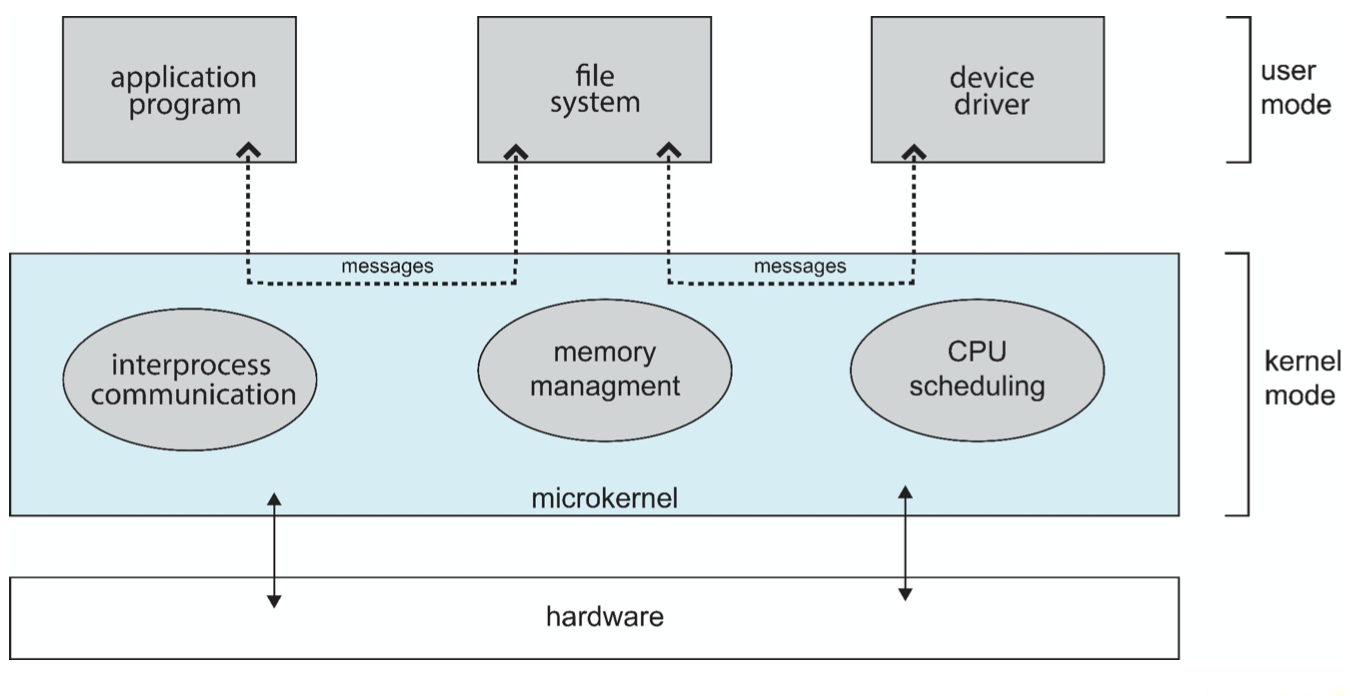 application
program
file
system
device
driver
user
mode
messages
messages
interprocess
communication
memory
managment
CPU
scheduling
kernel
mode
microkernel
hardware